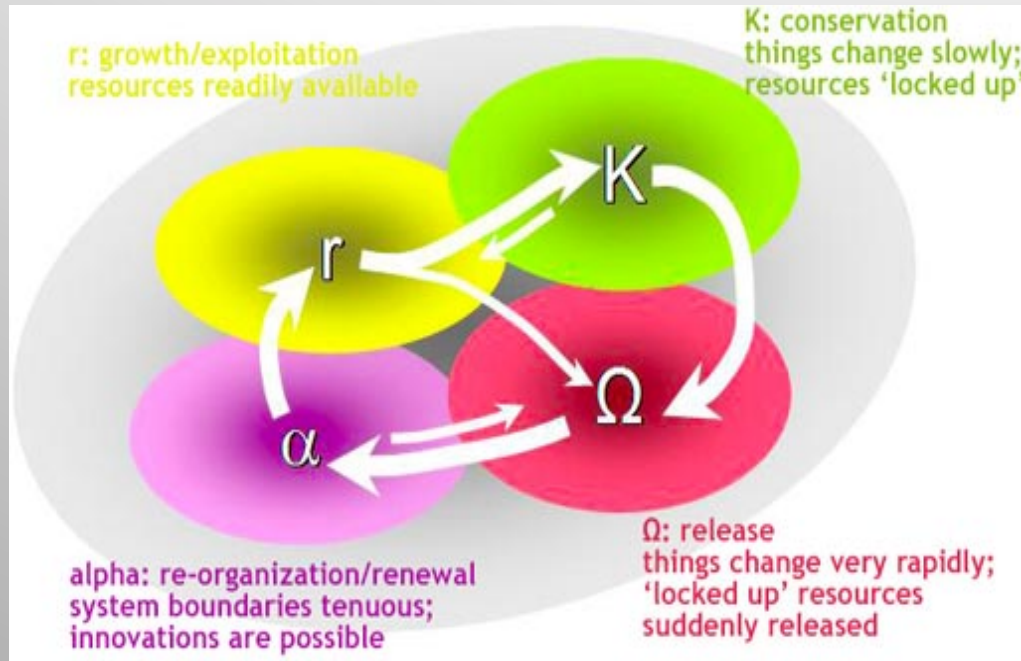 r: growth/exploitation
resources readily available
K: conservation
things change slowly;
resources ‘locked up’
K
r
Ω
α
alpha: re-organization/renewal
system boundaries tenuous;
innovations are possible
Ω: release
things change very rapidly;
‘locked up’ resources
suddenly released